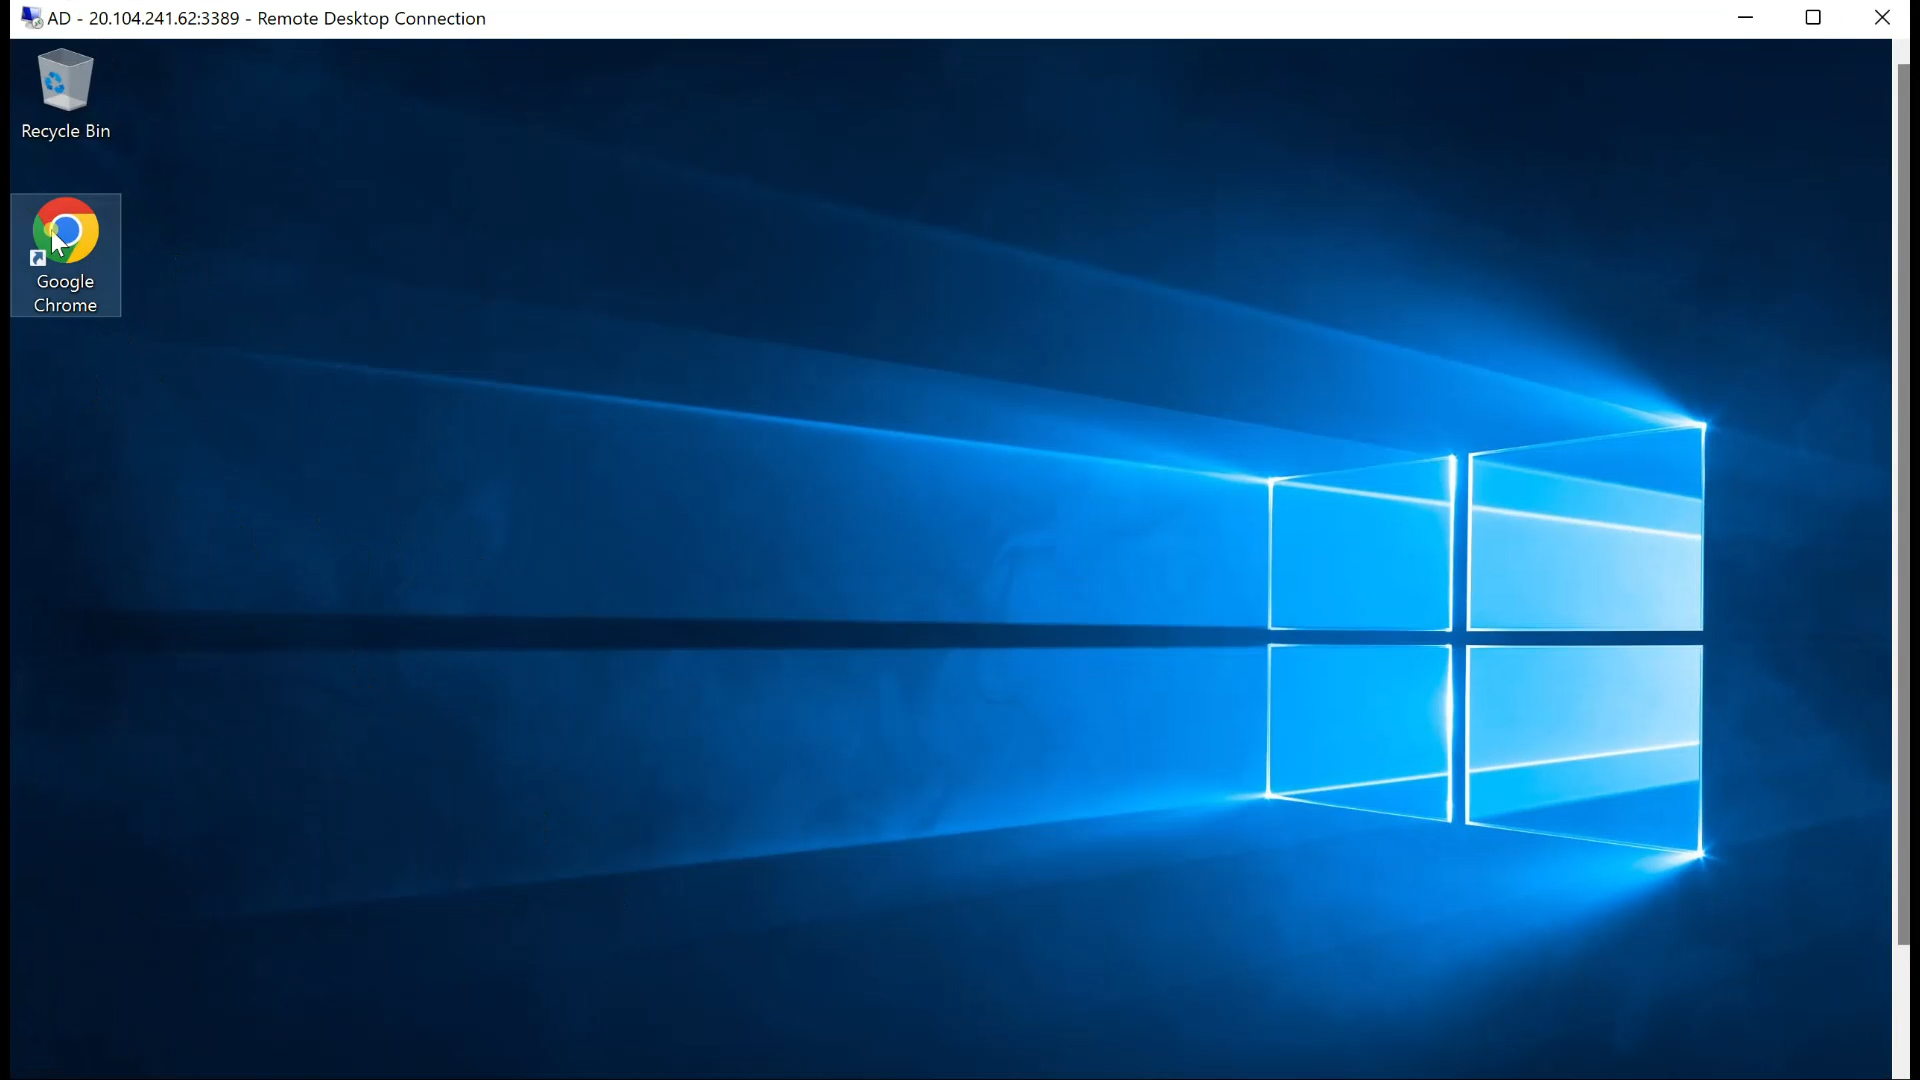 AD - 20.104.241.62:3389 - Remote Desktop Connection
Recycle Bin
Google
Chrome